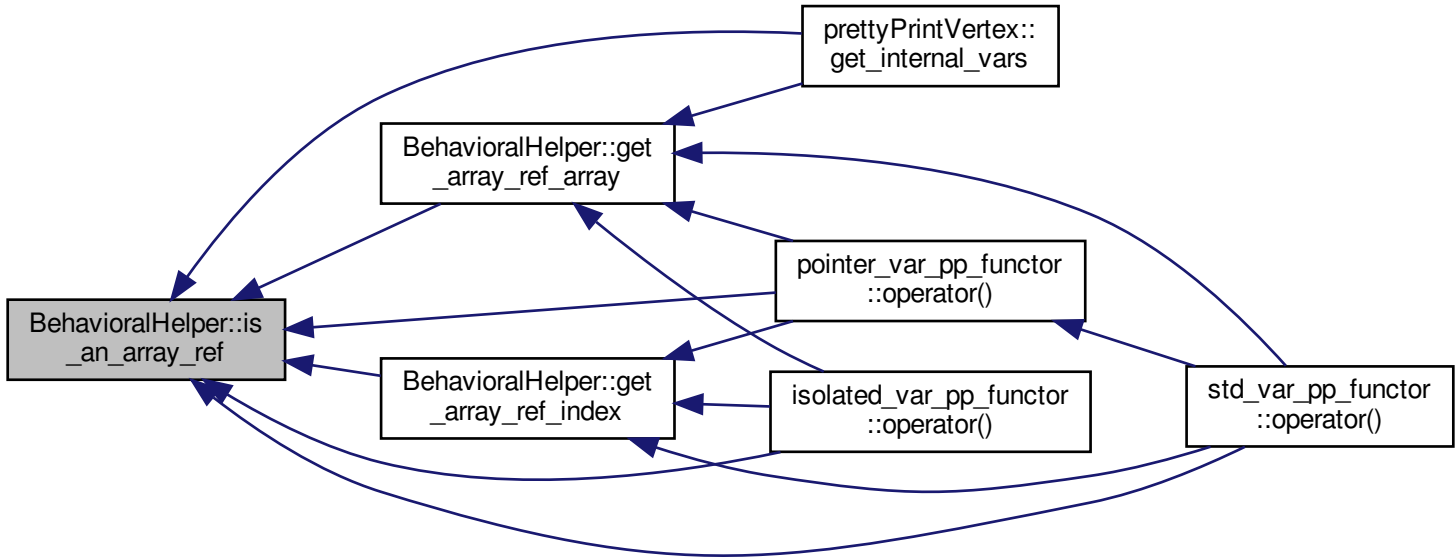 prettyPrintVertex::
get_internal_vars
BehavioralHelper::get
_array_ref_array
pointer_var_pp_functor
::operator()
BehavioralHelper::is
_an_array_ref
BehavioralHelper::get
_array_ref_index
isolated_var_pp_functor
::operator()
std_var_pp_functor
::operator()